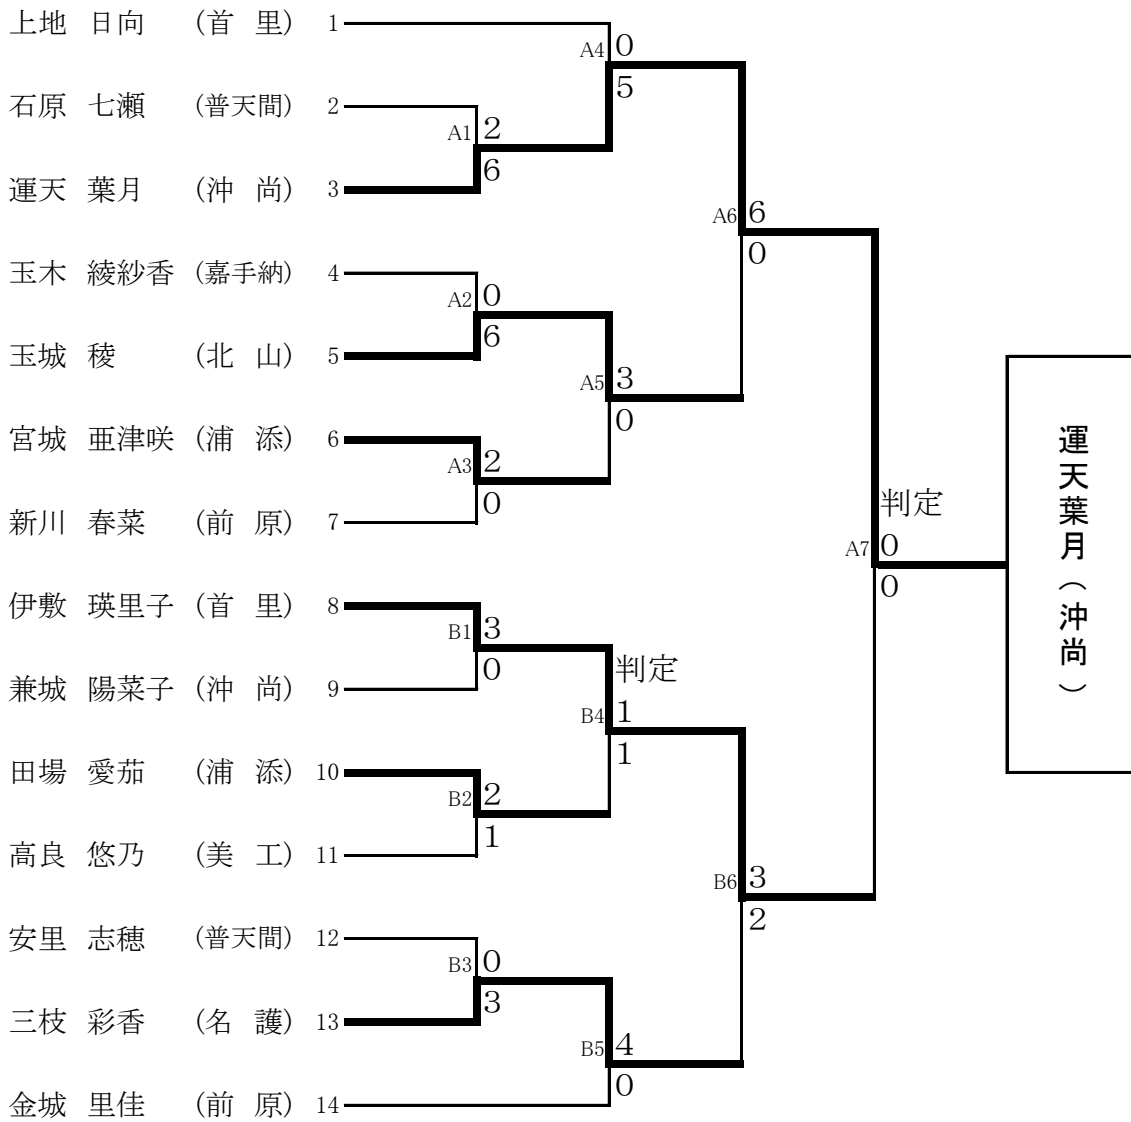 上地 日向 (首 里) 1
A4 0
5
石原 七瀬 (普天間) 2
A1 2
6
運天 葉月 (沖 尚) 3
A6 6
0
玉木 綾紗香 (嘉手納) 4
A2 0
6
玉城 稜 (北 山) 5
A5 3
0
宮城 亜津咲 (浦 添) 6
A3 2
0
新川 春菜 (前 原) 7
判定
A7 0
0
運天葉月(沖尚)
伊敷 瑛里子 (首 里) 8
B1 3
0
兼城 陽菜子 (沖 尚) 9
判定
B4 1
1
田場 愛茄 (浦 添) 10
B2 2
1
高良 悠乃 (美 工) 11
B6 3
2
安里 志穂 (普天間) 12
B3 0
3
三枝 彩香 (名 護) 13
B5 4
0
金城 里佳 (前 原) 14